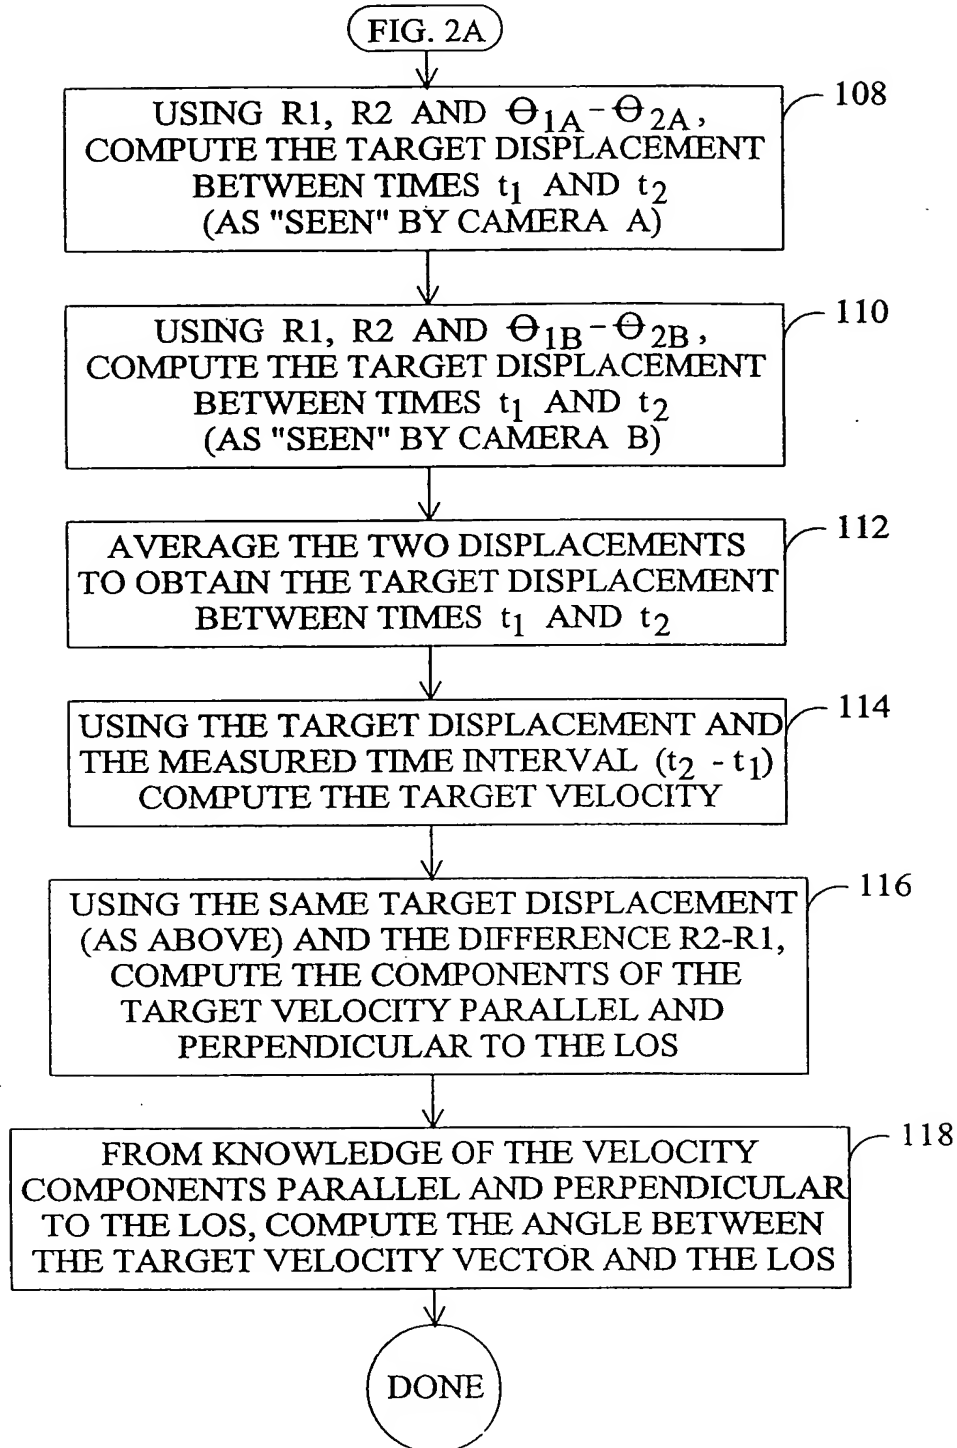 FIG. 2A
USING R1, R2 AND Θ1A-Θ2A,
COMPUTE THE TARGET DISPLACEMENT
BETWEEN TIMES t1 AND t2
(AS "SEEN" BY CAMERA A)
108
USING R1, R2 AND Θ1B-Θ2B,
COMPUTE THE TARGET DISPLACEMENT
BETWEEN TIMES t1 AND t2
(AS "SEEN" BY CAMERA B)
110
AVERAGE THE TWO DISPLACEMENTS
TO OBTAIN THE TARGET DISPLACEMENT
BETWEEN TIMES t1 AND t2
112
USING THE TARGET DISPLACEMENT AND
THE MEASURED TIME INTERVAL (t2 - t1)
COMPUTE THE TARGET VELOCITY
114
USING THE SAME TARGET DISPLACEMENT
(AS ABOVE) AND THE DIFFERENCE R2-R1,
COMPUTE THE COMPONENTS OF THE
TARGET VELOCITY PARALLEL AND
PERPENDICULAR TO THE LOS
116
FROM KNOWLEDGE OF THE VELOCITY
COMPONENTS PARALLEL AND PERPENDICULAR
TO THE LOS, COMPUTE THE ANGLE BETWEEN
THE TARGET VELOCITY VECTOR AND THE LOS
118
DONE